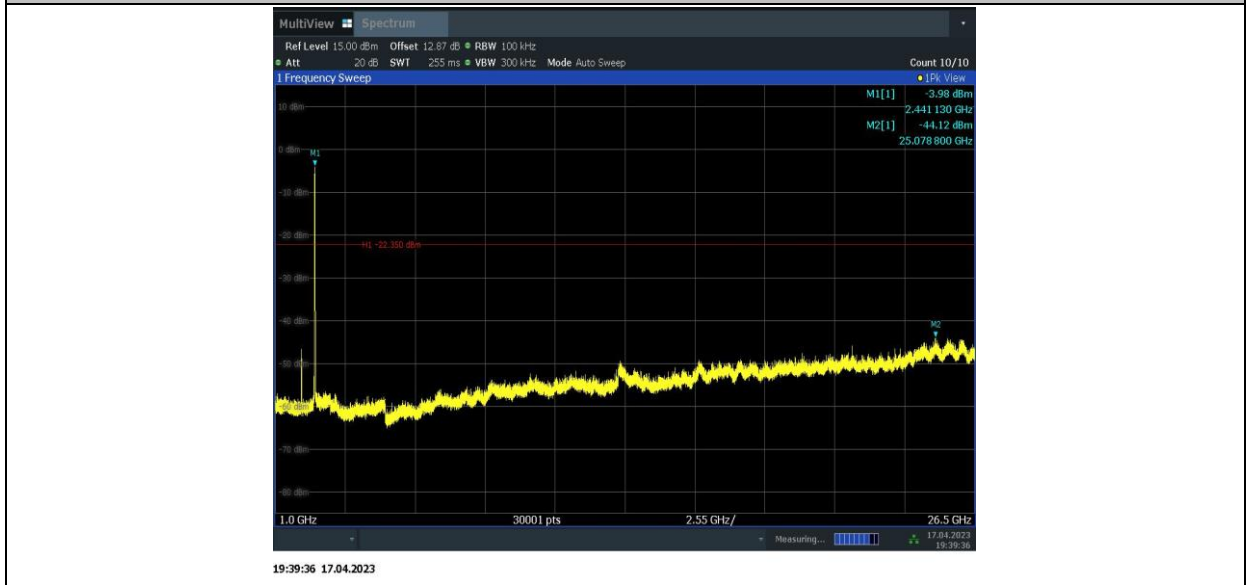 MultiView Spectrum
Ref Level 15.00 dBm Offset 12.87 dB RBW 100 kHz
Att 20 dB SWT 255 ms VBW 300 kHz Mode Auto Sweep Count 10/10
1 Frequency Sweep 1Pk View
M1[1] -3.98 dBm
2.441 130 GHz
M2[1] -44.12 dBm
25.078 800 GHz
10 dBm
0 dBm
M1
-10 dBm
-20 dBm
H1 -22.350 dBm
-30 dBm
-40 dBm
M2
-50 dBm
-60 dBm
-70 dBm
-80 dBm
1.0 GHz 30001 pts 2.55 GHz/ 26.5 GHz
Measuring... 17.04.2023
19:39:36
19:39:36 17.04.2023